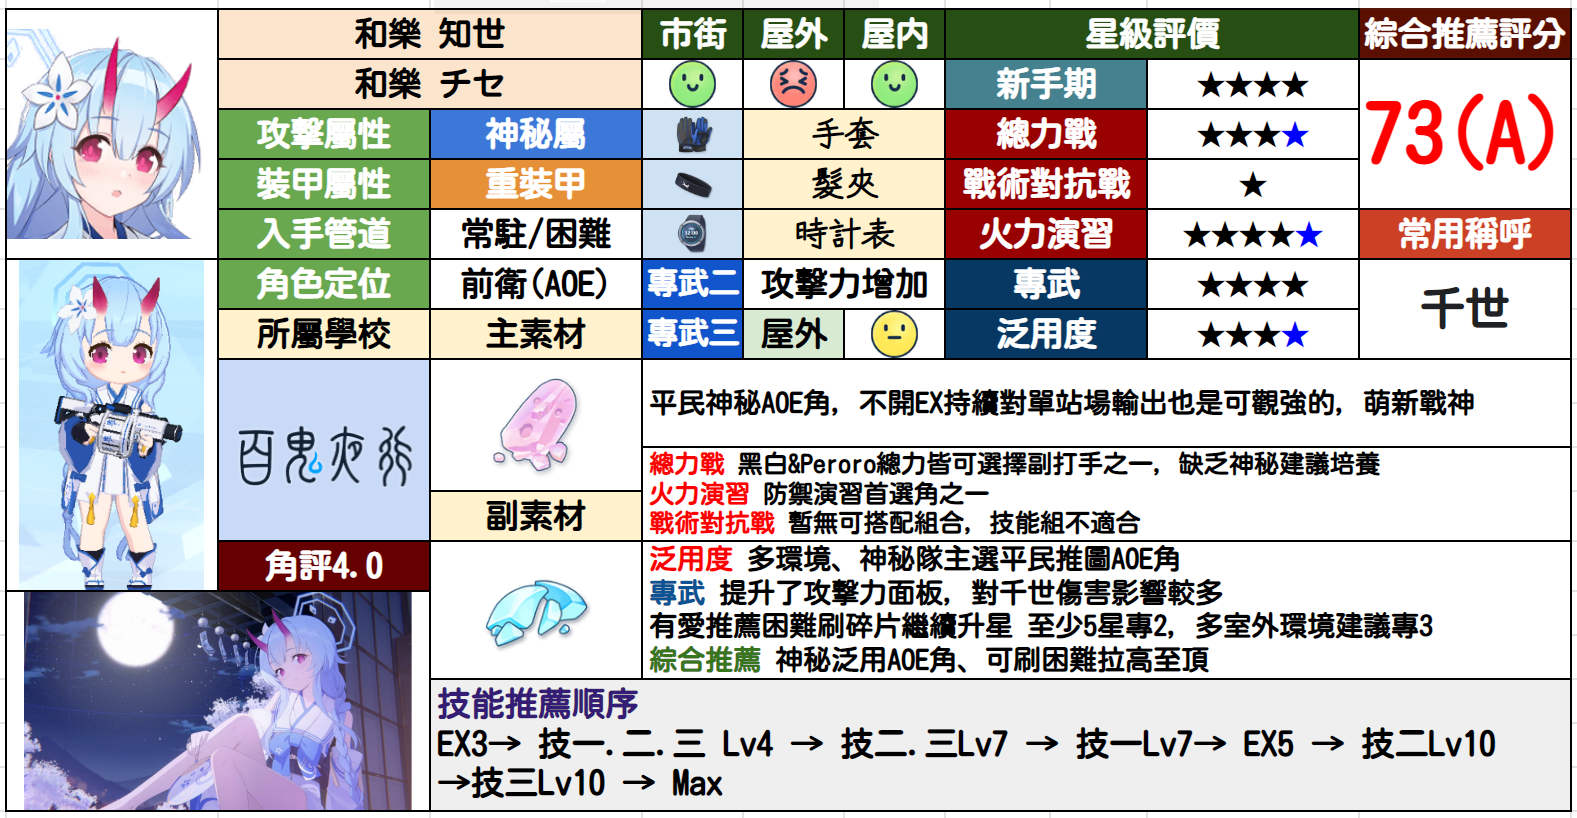 和樂 知世
市街 屋外 屋内 星級評價 綜合推薦評分
和樂 チセ
新手期 ★★★★
73(A)
攻擊屬性 神秘屬 手套 總力戰 ★★★★
裝甲屬性 重裝甲 髮夾 戰術對抗戰 ★
入手管道 常駐/困難 時計表 火力演習 ★★★★★ 常用稱呼
角色定位 前衛(AOE) 專武二 攻擊力增加 專武 ★★★★
千世
所屬學校 主素材 專武三 屋外 泛用度 ★★★★
百鬼夜行
平民神秘AOE角, 不開EX持續對單站場輸出也是可觀強的, 萌新戰神
總力戰 黑白&Peroro總力皆可選擇副打手之一, 缺乏神秘建議培養
火力演習 防禦演習首選角之一
戰術對抗戰 暫無可搭配組合, 技能組不適合
副素材
角評4.0
泛用度 多環境、神秘隊主選平民推圖AOE角
專武 提升了攻擊力面板, 對千世傷害影響較多
有愛推薦困難刷碎片繼續升星 至少5星專2, 多室外環境建議專3
綜合推薦 神秘泛用AOE角、可刷困難拉高至頂
技能推薦順序
EX3→ 技一.二.三 Lv4 → 技二.三Lv7 → 技一Lv7→ EX5 → 技二Lv10
→技三Lv10 → Max